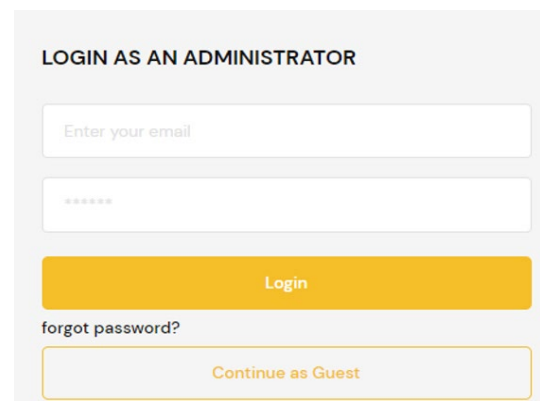 LOGIN AS AN ADMINISTRATOR
Enter your email
******
Login
forgot password?
Continue as Guest